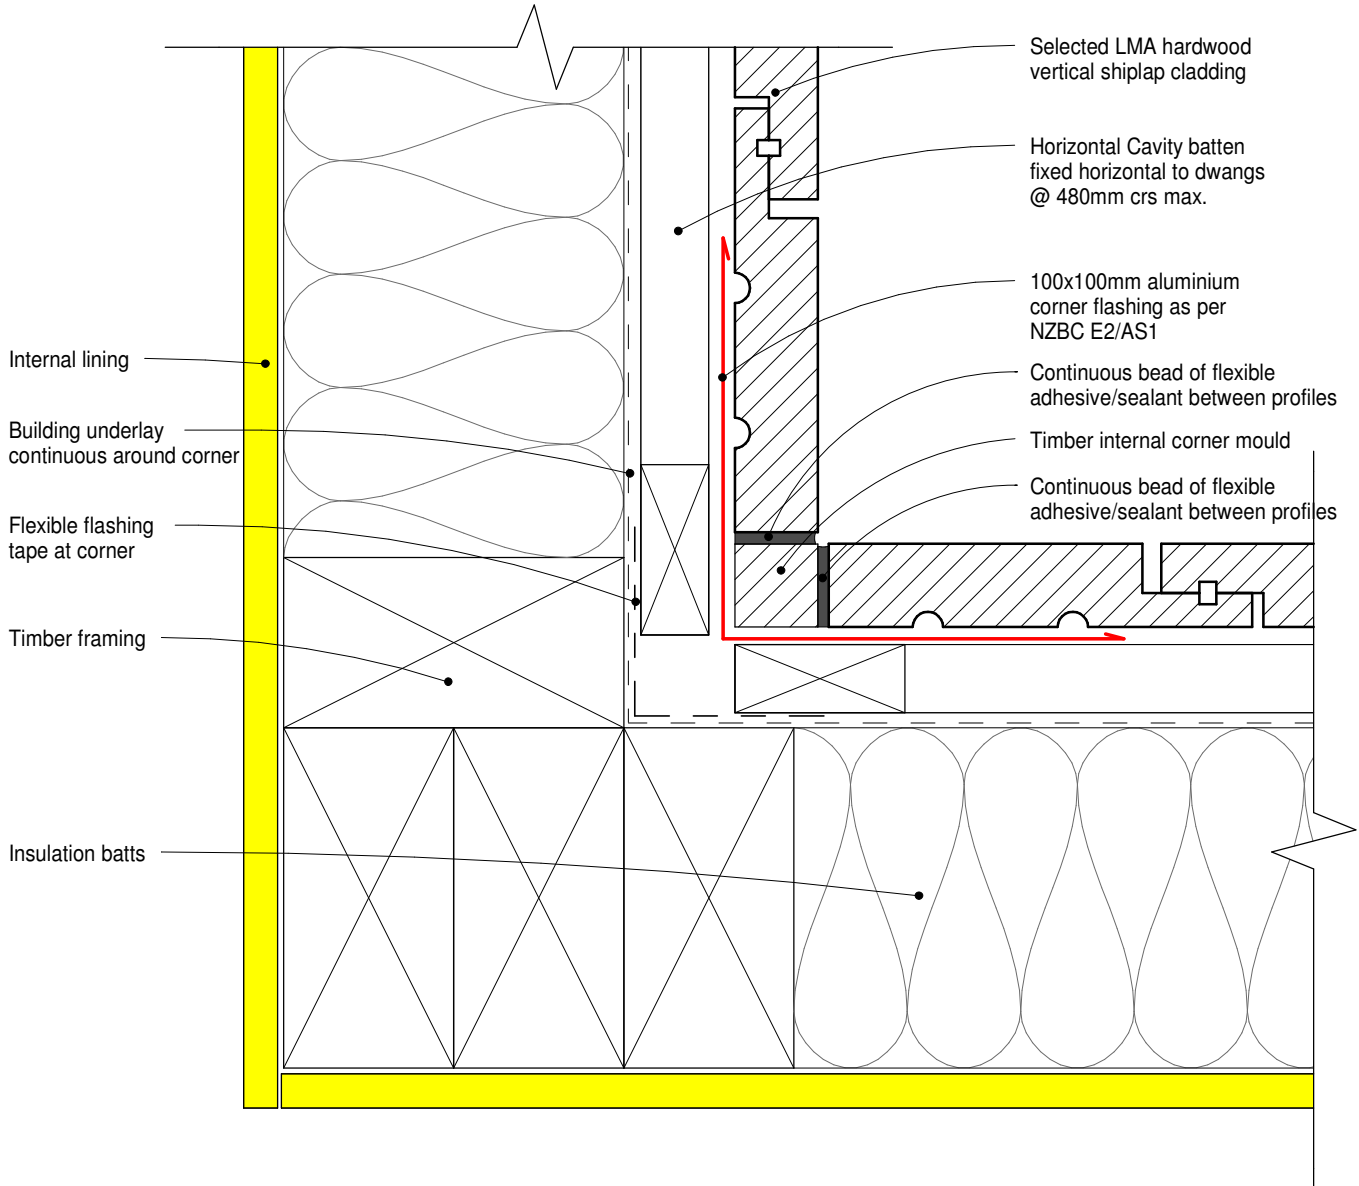 Selected LMA hardwood
vertical shiplap cladding
Horizontal Cavity batten
fixed horizontal to dwangs
@ 480mm crs max.
100x100mm aluminium
corner flashing as per
NZBC E2/AS1
Continuous bead of flexible
adhesive/sealant between profiles
Timber internal corner mould
Continuous bead of flexible
adhesive/sealant between profiles
Internal lining
Building underlay
continuous around corner
Flexible flashing
tape at corner
Timber framing
Insulation batts